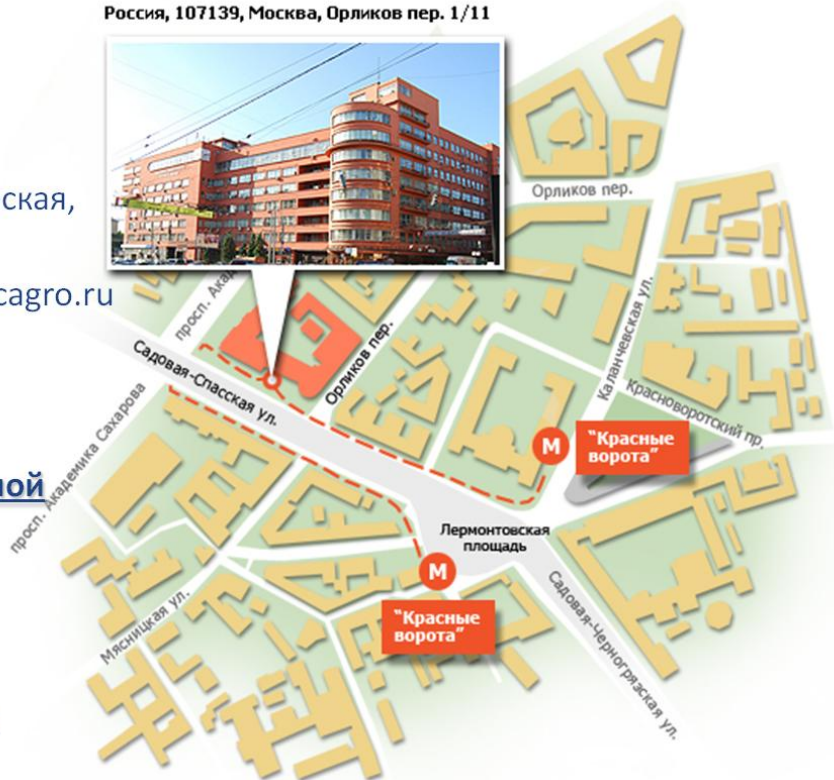 Россия, 107139, Москва, Орликов пер. 1/11
ская,
cagro.ru
ной
Орликов пер.
просп. Ака
Садовая-Спасская ул.
Орликов пер.
Каланчевская ул.
Красноворотский пр.
"Красные
ворота"
М
просп. Академика Сахарова
Лермонтовская
площадь
М
"Красные
ворота"
Мясницкая ул.
Садовая-Черногрязская ул.